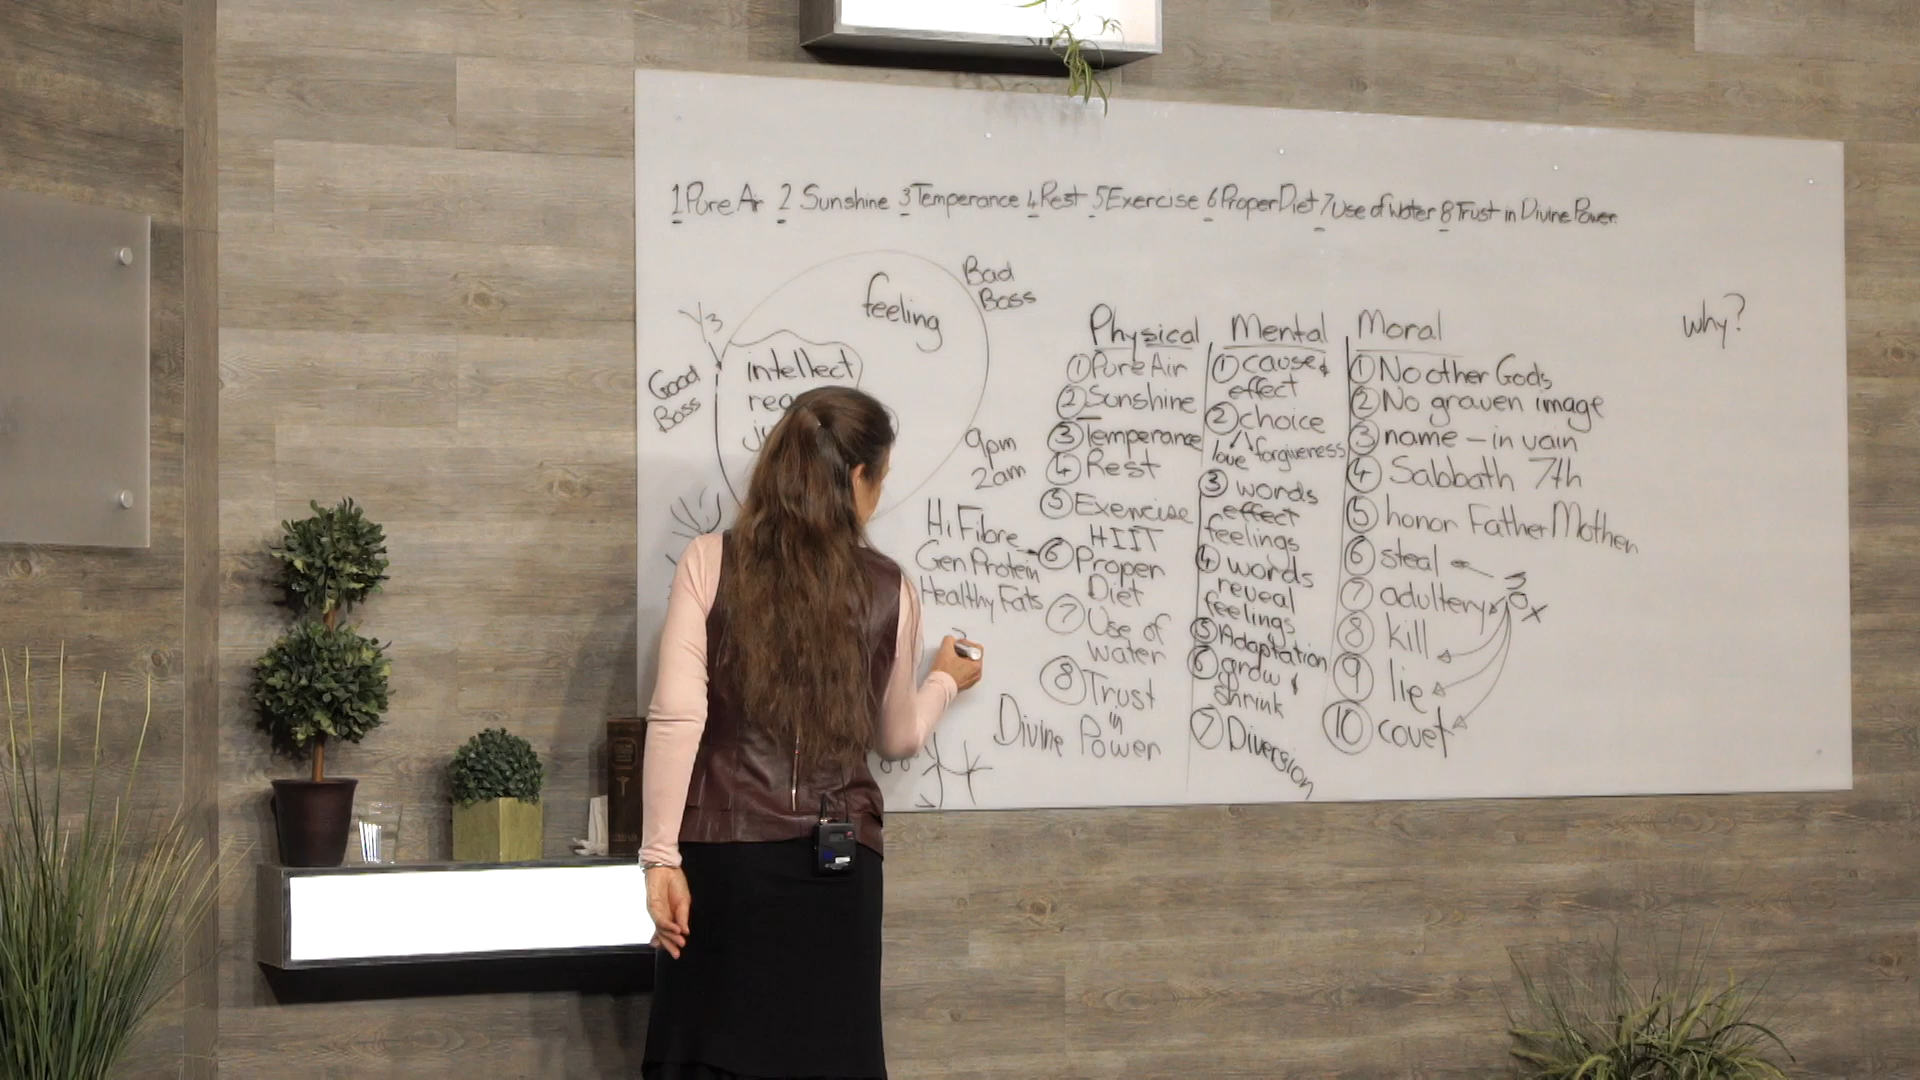 1 Pure Air 2 Sunshine 3 Temperance 4 Rest 5 Exercise 6 Proper Diet 7 Use of Water 8 Trust in Divine Power
feeling
Bad
Boss
Good
Boss
intellect
9pm
2am
Hi Fibre
Gen Protein
Healthy Fats
Physical
① Pure Air
② Sunshine
③ Temperance
④ Rest
⑤ Exercise
HIIT
⑥ Proper
Diet
⑦ Use of
water
⑧ Trust
in
Divine Power
Mental
① cause &
effect
② choice
love forgiveness
③ words
effect
feelings
④ words
reveal
feelings
⑤ Adaptation
⑥ grow &
shrink
⑦ Diversion
Moral
① No other Gods
② No graven image
③ name – in vain
④ Sabbath 7th
⑤ honor Father Mother
⑥ steal
⑦ adultery
⑧ kill
⑨ lie
⑩ covet
why?